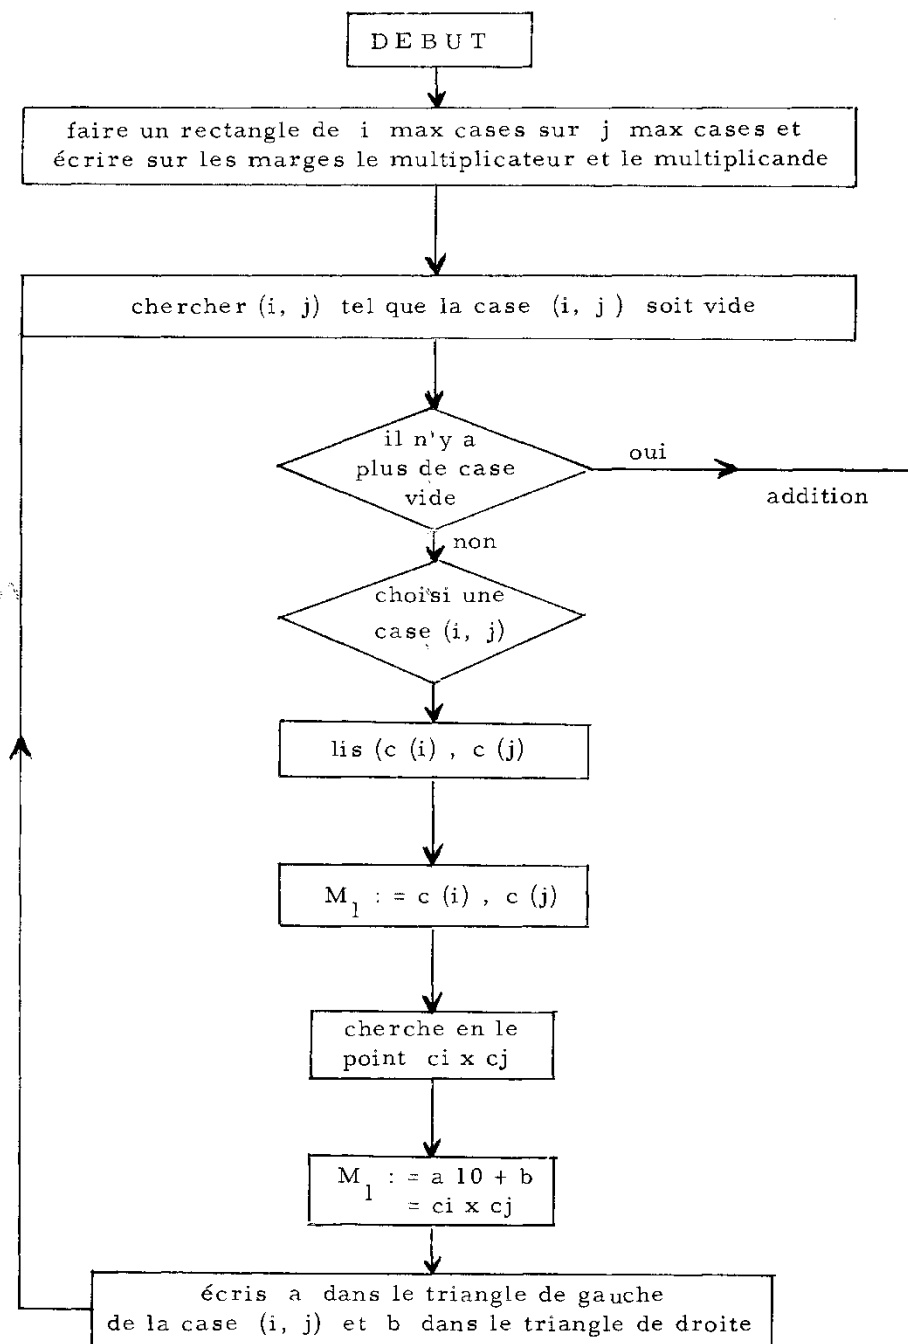 DEBUT
faire un rectangle de i max cases sur j max cases et
écrire sur les marges le multiplicateur et le multiplicande
chercher (i, j) tel que la case (i, j) soit vide
il n'y a
plus de case
vide
oui
addition
non
choisi une
case (i, j)
lis (c (i) , c (j)
M1 : = c (i) , c (j)
cherche en le
point ci x cj
M1 : = a 10 + b
= ci x cj
écris a dans le triangle de gauche
de la case (i, j) et b dans le triangle de droite